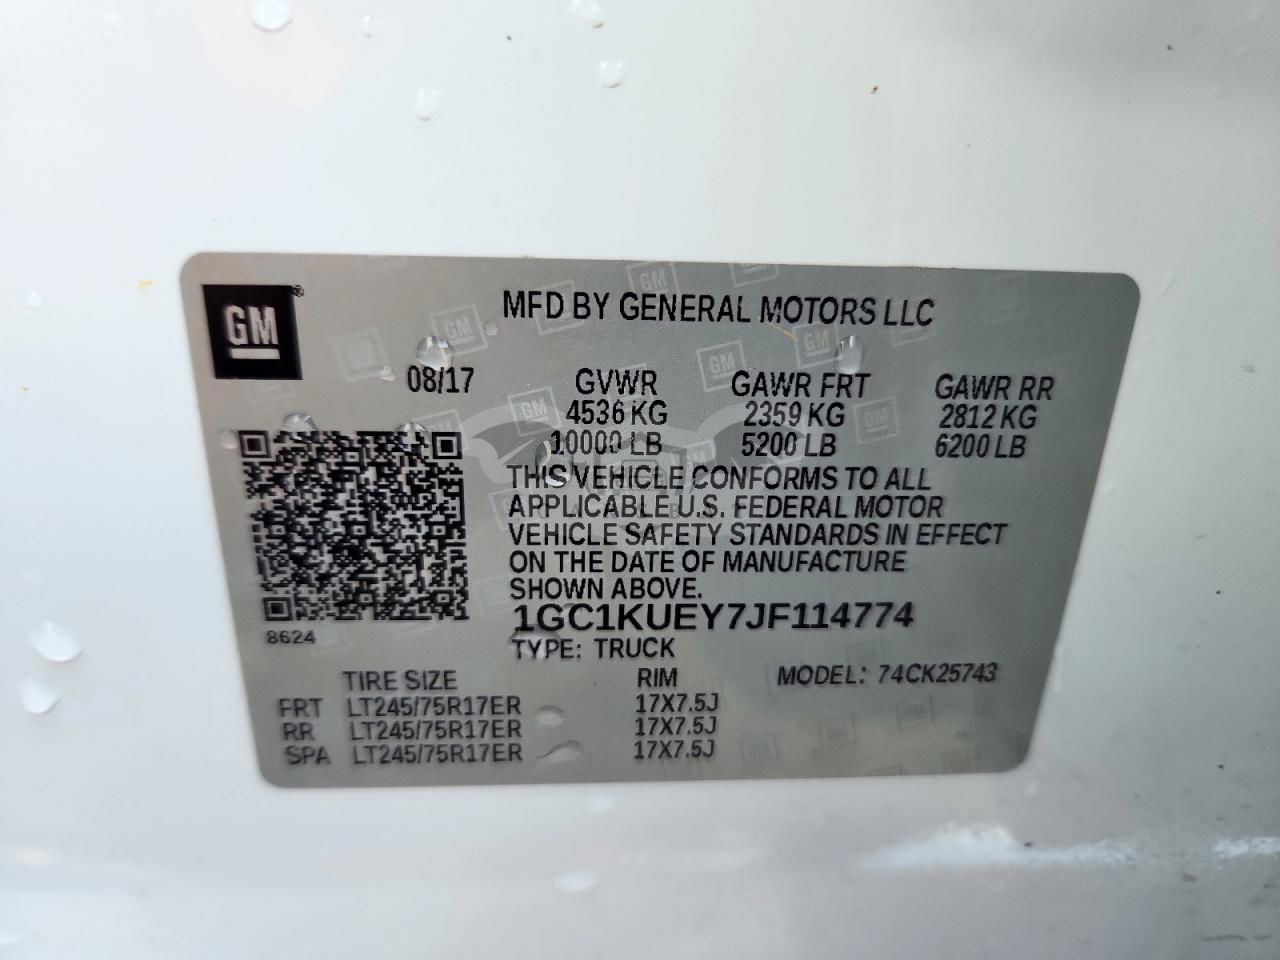 GM®
MFD BY GENERAL MOTORS LLC
08/17 GVWR GAWR FRT GAWR RR
4536 KG 2359 KG 2812 KG
10000 LB 5200 LB 6200 LB
THIS VEHICLE CONFORMS TO ALL
APPLICABLE U.S. FEDERAL MOTOR
VEHICLE SAFETY STANDARDS IN EFFECT
ON THE DATE OF MANUFACTURE
SHOWN ABOVE.
1GC1KUEY7JF114774
8624
TYPE: TRUCK
TIRE SIZE RIM MODEL: 74CK25743
FRT LT245/75R17ER 17X7.5J
RR LT245/75R17ER 17X7.5J
SPA LT245/75R17ER 17X7.5J